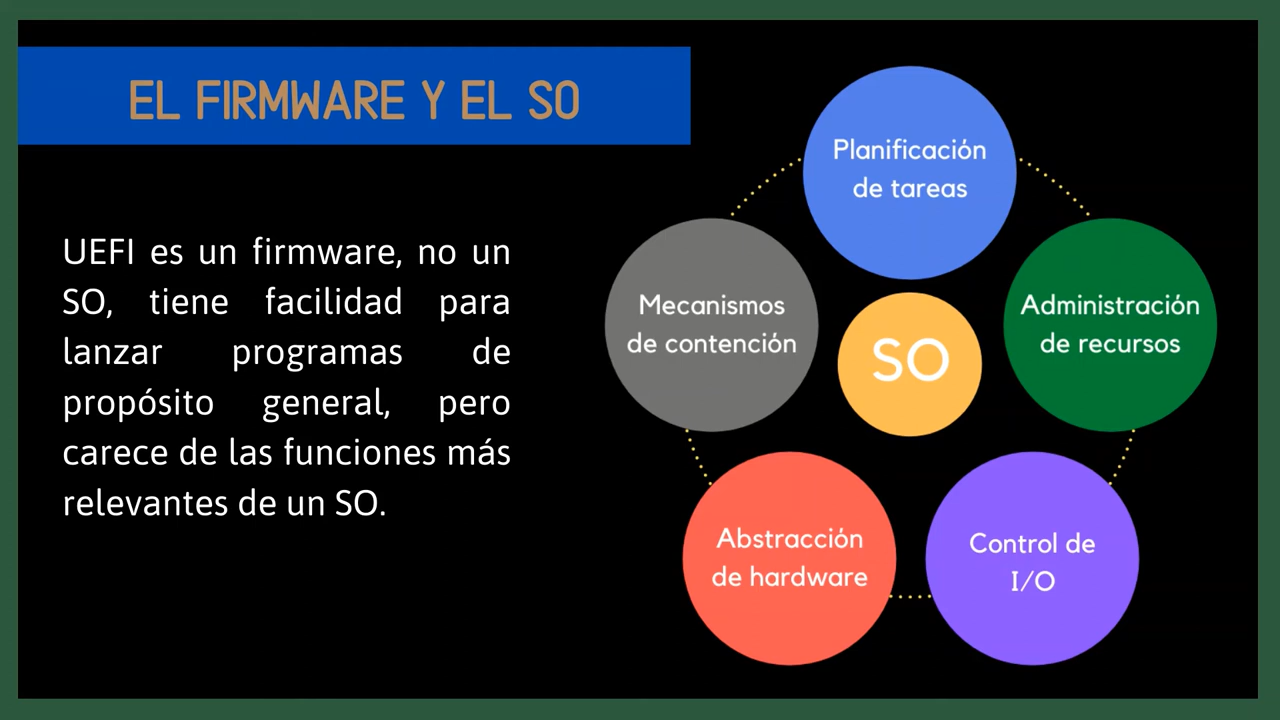 EL FIRMWARE Y EL SO
UEFI es un firmware, no un
SO, tiene facilidad para
lanzar programas de
propósito general, pero
carece de las funciones más
relevantes de un SO.
Planificación
de tareas
Mecanismos
de contención
SO
Administración
de recursos
Abstracción
de hardware
Control de
I/O